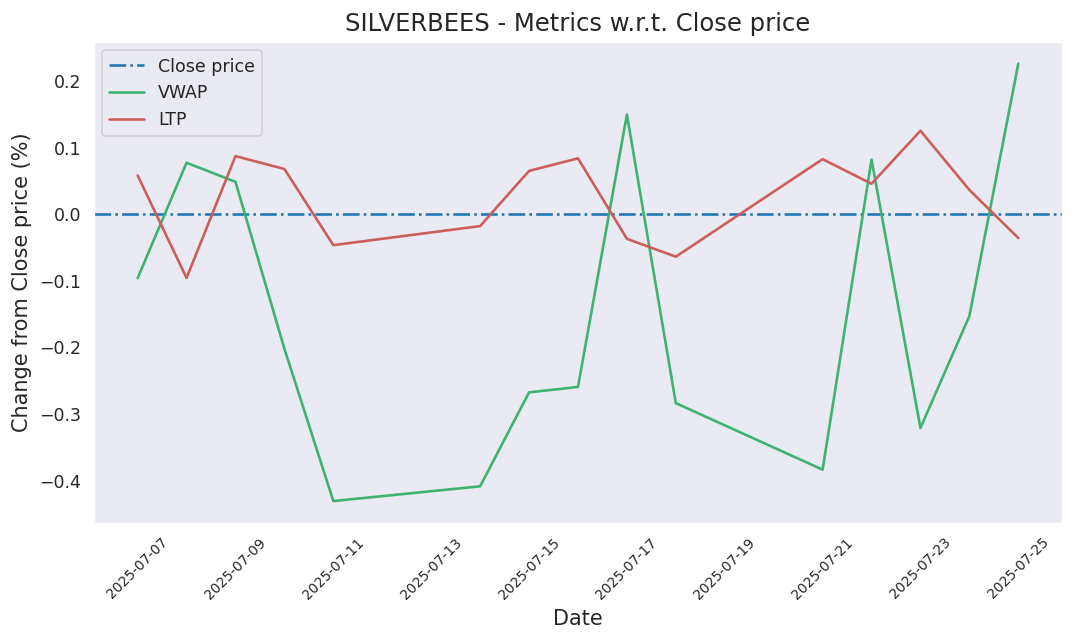 SILVERBEES - Metrics w.r.t. Close price
Close price
VWAP
LTP
Change from Close price (%)
0.2
0.1
0.0
−0.1
−0.2
−0.3
−0.4
2025-07-07
2025-07-09
2025-07-11
2025-07-13
2025-07-15
2025-07-17
2025-07-19
2025-07-21
2025-07-23
2025-07-25
Date